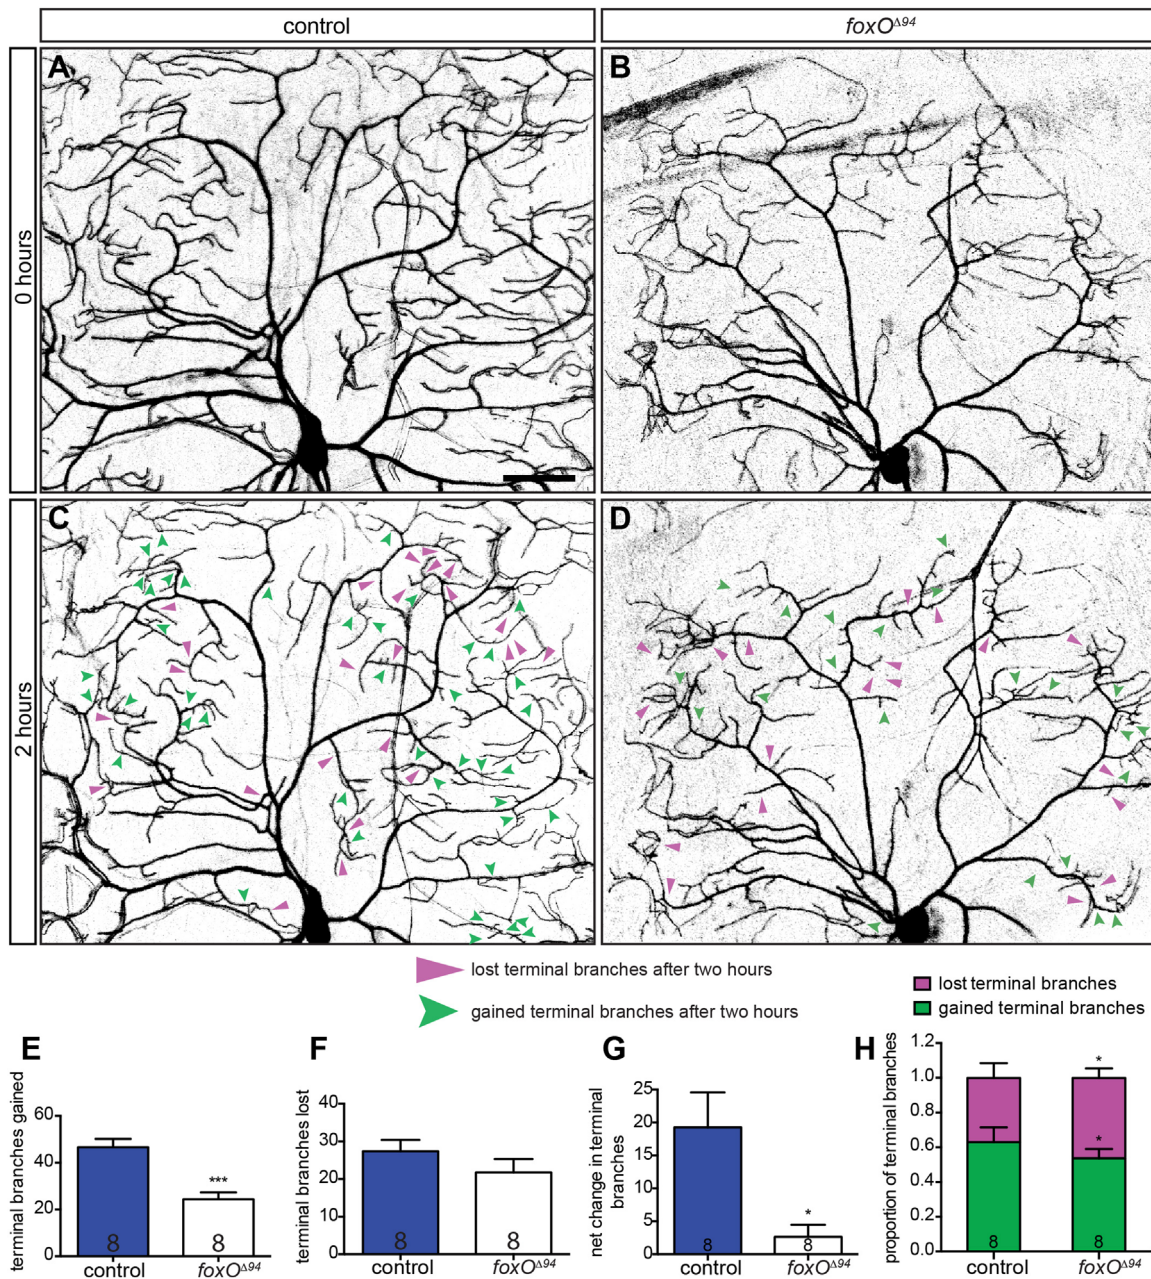 control
foxOΔ94
0 hours
A
B
2 hours
C
D
lost terminal branches after two hours
gained terminal branches after two hours
lost terminal branches
gained terminal branches
E
terminal branches gained
60
40
20
0
***
8
8
control
foxOΔ94
F
terminal branches lost
40
30
20
10
0
8
8
control
foxOΔ94
G
net change in terminal
branches
25
20
15
10
5
0
*
8
8
control
foxOΔ94
H
proportion of terminal branches
1.2
1.0
0.8
0.6
0.4
0.2
0.0
*
*
8
8
control
foxOΔ94